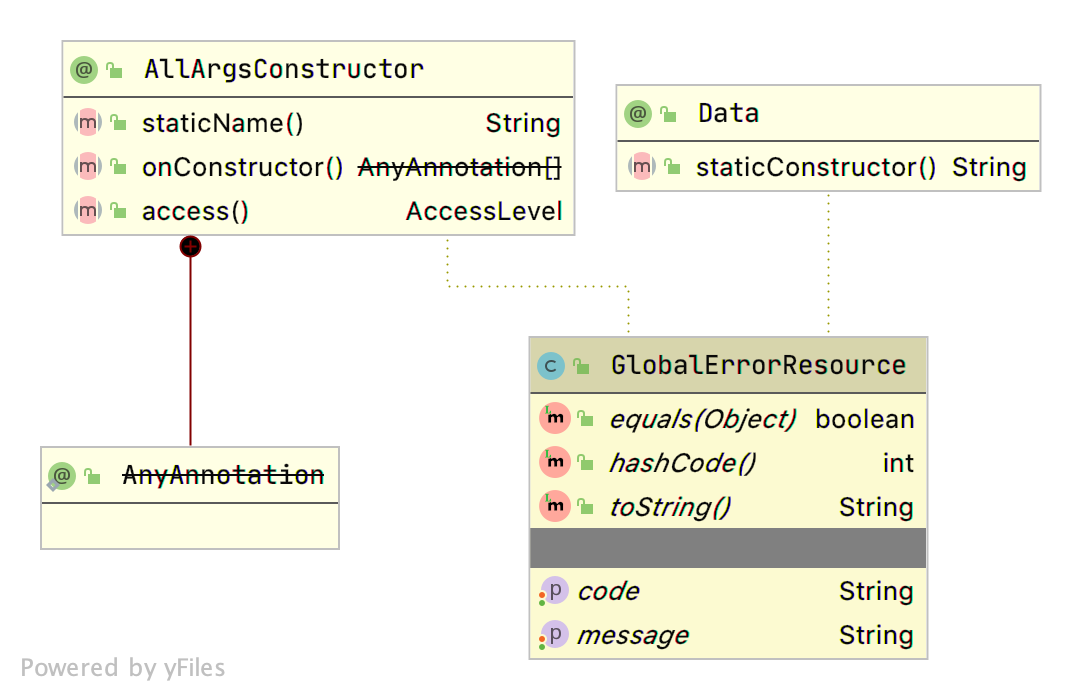 @ AllArgsConstructor
m staticName() String
m onConstructor() AnyAnnotation[]
m access() AccessLevel
@ Data
m staticConstructor() String
@ AnyAnnotation
C GlobalErrorResource
m equals(Object) boolean
m hashCode() int
m toString() String
p code String
p message String
Powered by yFiles